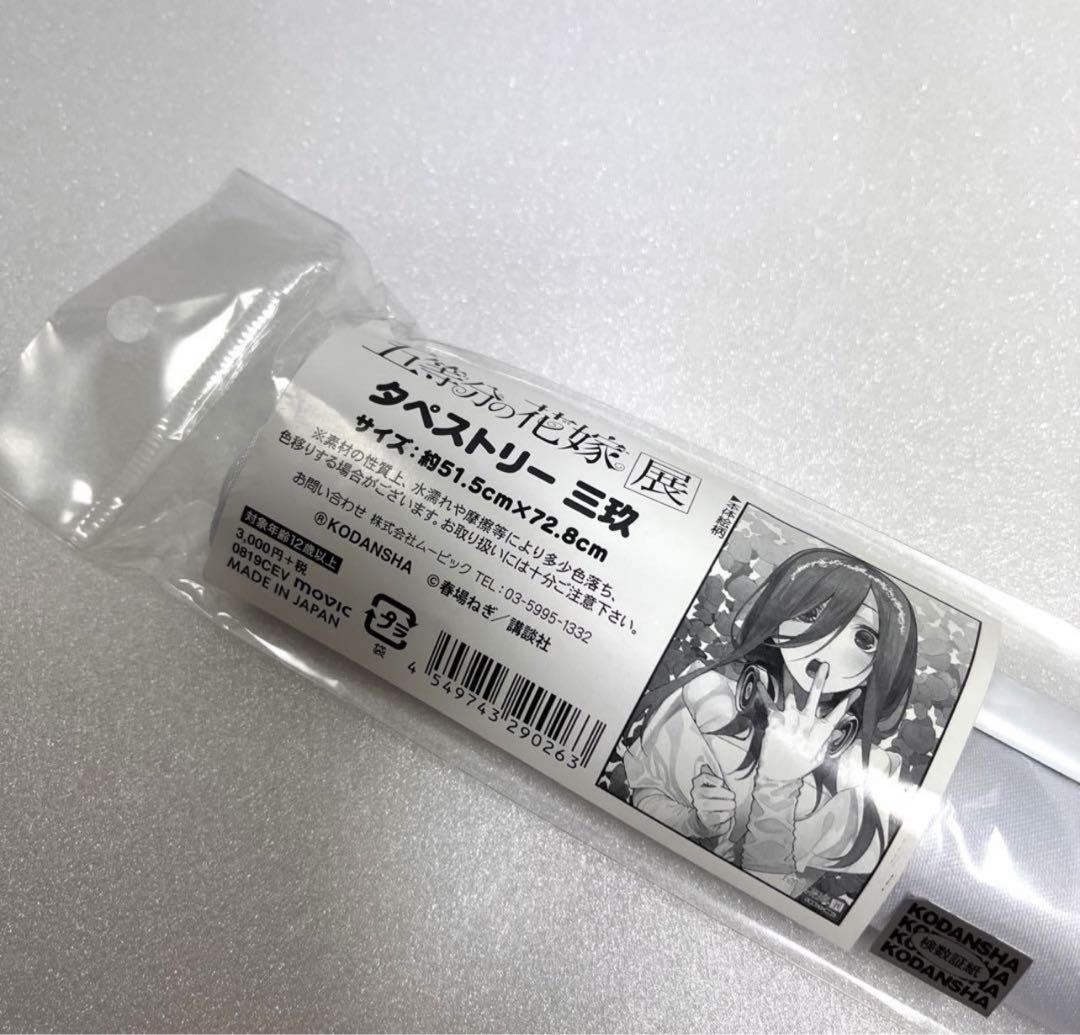 五等分の花嫁 展
タペストリー 三玖
サイズ：約51.5cm×72.8cm
※素材の性質上、水濡れや摩擦等により多少色落ち、
色移りする場合がございます。お取り扱いには十分ご注意下さい。
お問い合わせ 株式会社ムービック TEL：03-5995-1332
®KODANSHA ©春場ねぎ／講談社
対象年齢12歳以上
3,000円＋税
0819CEV movic
MADE IN JAPAN
プラ
袋
4 549743 290263
▶本体絵柄
KODANSHA
検数証紙
KODANSHA